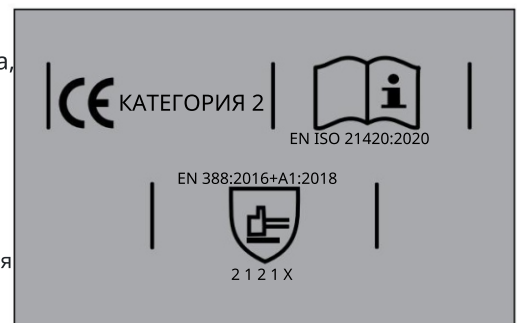 а,
CE КАТЕГОРИЯ 2
i
EN ISO 21420:2020
EN 388:2016+A1:2018
2 1 2 1 X
я